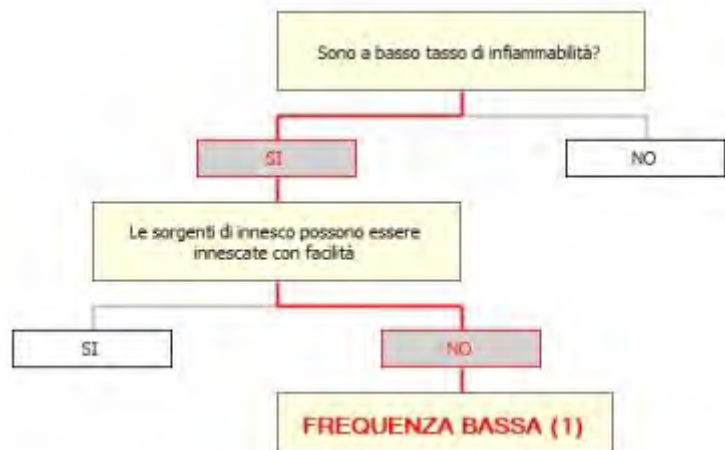 Sono a basso tasso di infiammabilità?
SI
NO
Le sorgenti di innesco possono essere
innescate con facilità
SI
NO
FREQUENZA BASSA (1)